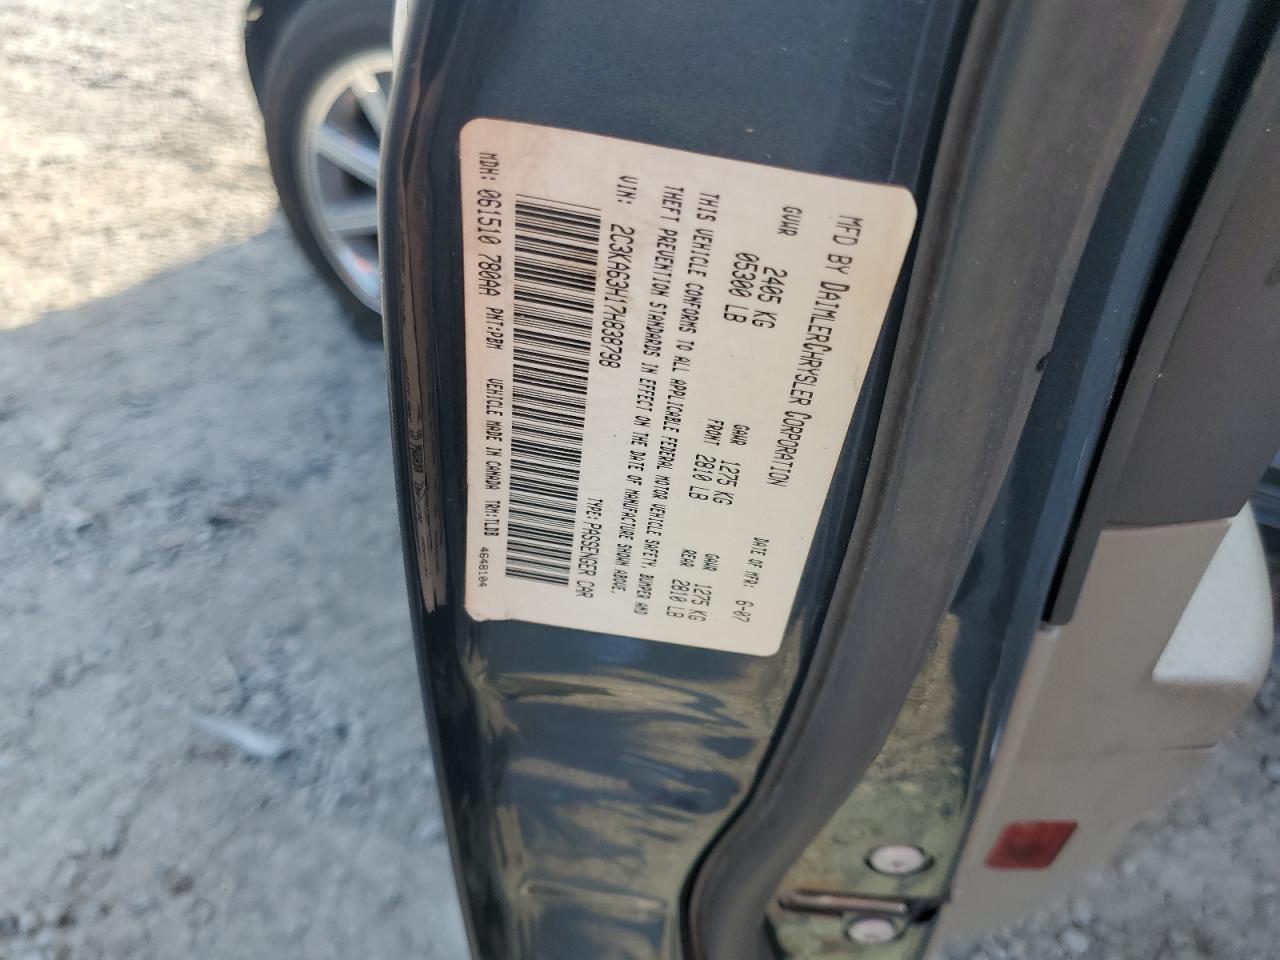 MFD BY DAIMLERCHRYSLER CORPORATION
DATE OF MFR: 6-07
GVWR 2405 KG
05300 LB
GAWR FRONT 1275 KG
2810 LB
GAWR REAR 1275 KG
2810 LB
THIS VEHICLE CONFORMS TO ALL APPLICABLE FEDERAL MOTOR VEHICLE SAFETY, BUMPER AND
THEFT PREVENTION STANDARDS IN EFFECT ON THE DATE OF MANUFACTURE SHOWN ABOVE.
VIN: 2C3KA63H17H838798
TYPE: PASSENGER CAR
MDH: 061510 780AA PNT:PBM VEHICLE MADE IN CANADA TRM:TLDB
4648104